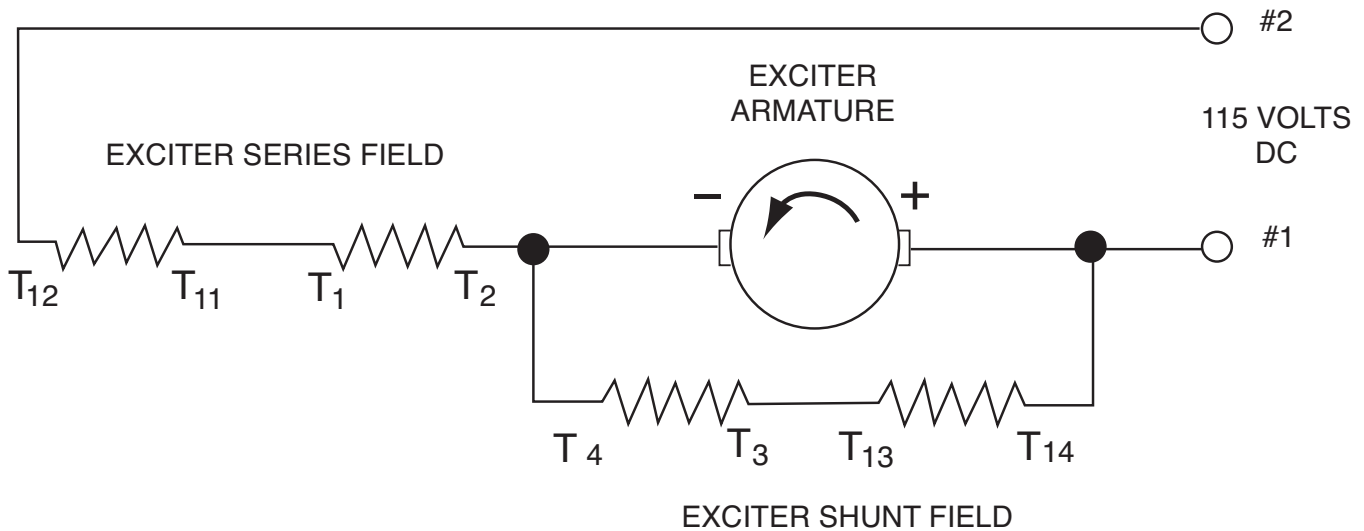 #2
EXCITER
ARMATURE
115 VOLTS
DC
EXCITER SERIES FIELD
− +
#1
T12 T11 T1 T2
T 4 T3 T13 T14
EXCITER SHUNT FIELD